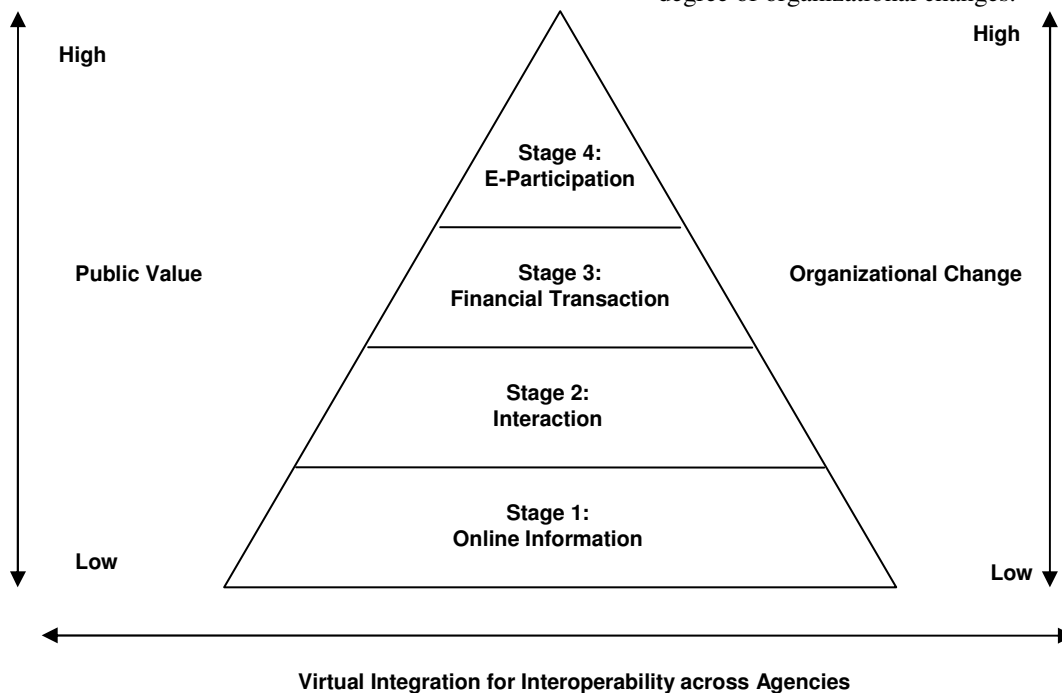 degree of organizational changes.
High
High
Stage 4:
E-Participation
Public Value
Stage 3:
Financial Transaction
Organizational Change
Stage 2:
Interaction
Stage 1:
Online Information
Low
Low
Virtual Integration for Interoperability across Agencies